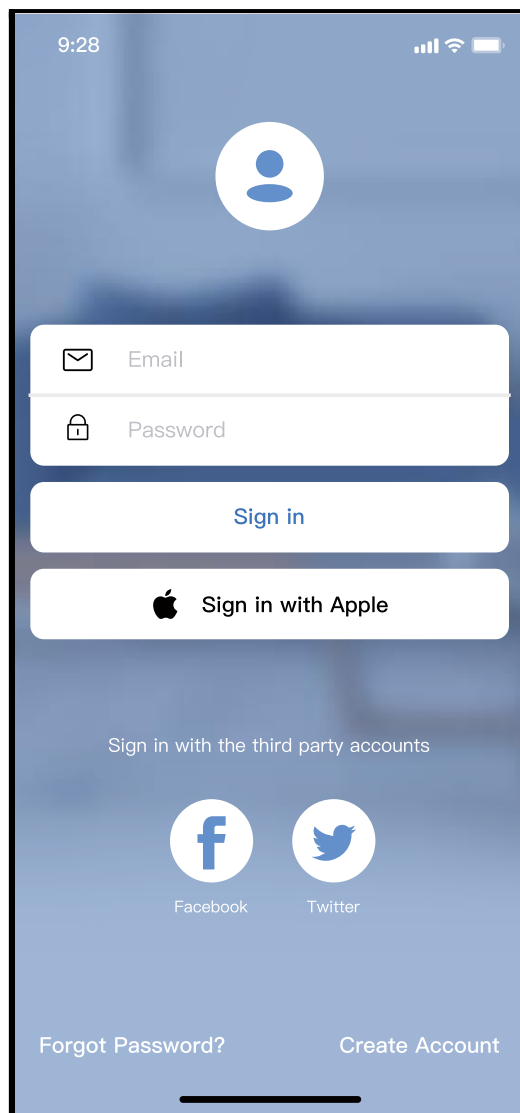 9:28
Email
Password
Sign in
Sign in with Apple
Sign in with the third party accounts
Facebook Twitter
Forgot Password? Create Account